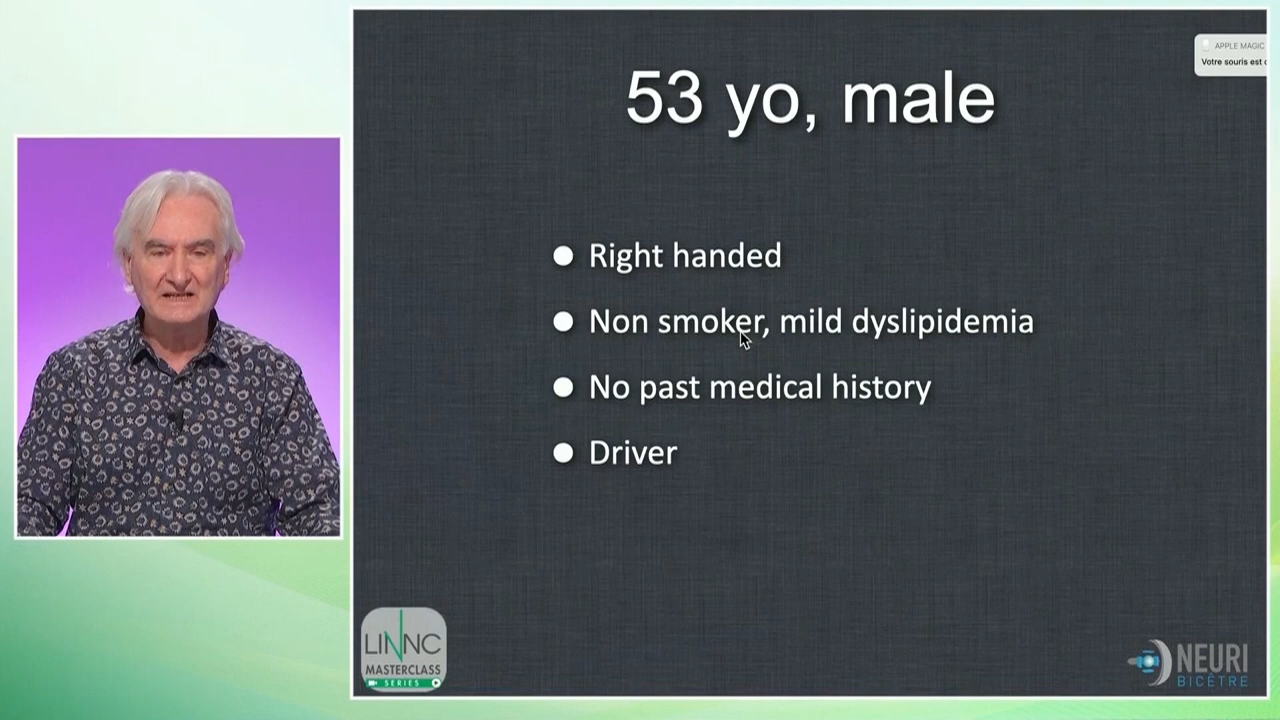 53 yo, male
APPLE MAGIC
Votre souris est
Right handed
Non smoker, mild dyslipidemia
No past medical history
Driver
LINNC
MASTERCLASS
SERIES
NEURI
BICÊTRE